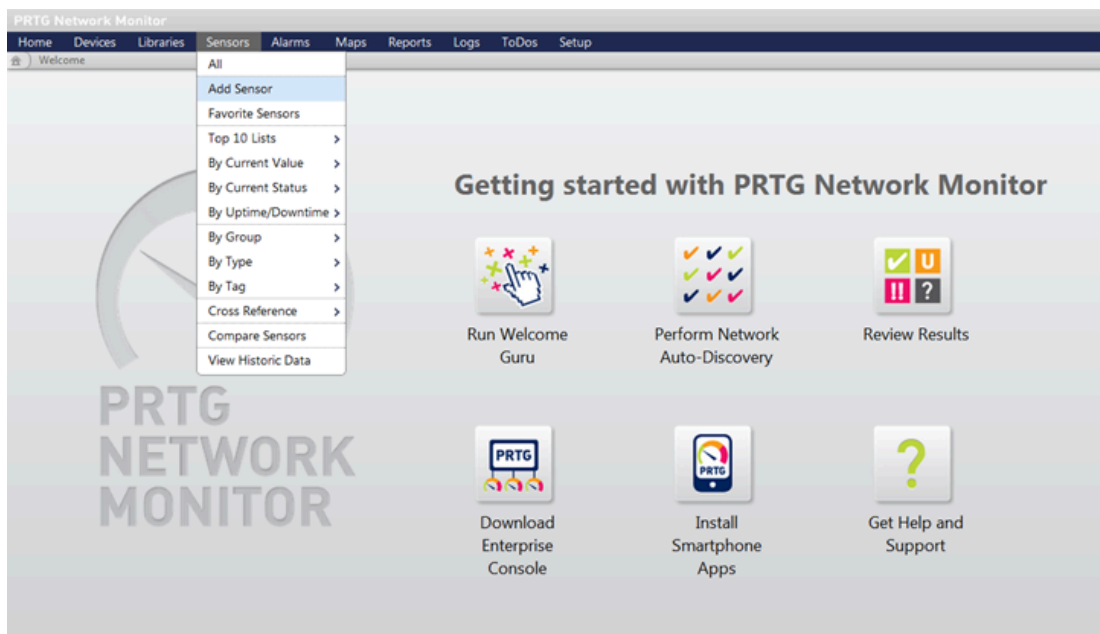 PRTG Network Monitor
Home Devices Libraries Sensors Alarms Maps Reports Logs ToDos Setup
Welcome
All
Add Sensor
Favorite Sensors
Top 10 Lists
By Current Value
By Current Status
By Uptime/Downtime
By Group
By Type
By Tag
Cross Reference
Compare Sensors
View Historic Data
PRTG
NETWORK
MONITOR
Getting started with PRTG Network Monitor
Run Welcome
Guru
Perform Network
Auto-Discovery
U
!! ?
Review Results
PRTG
Download
Enterprise
Console
PRTG
Install
Smartphone
Apps
?
Get Help and
Support